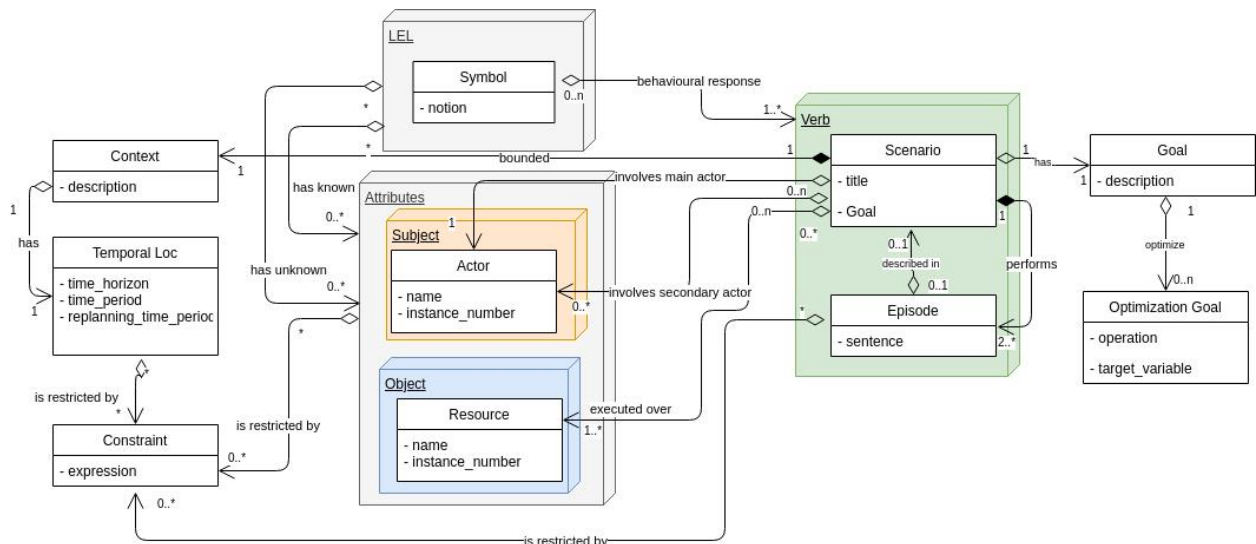 LEL
Symbol
- notion
0..n
behavioural response
1..*
*
*
Verb
Scenario
- title
- Goal
1
bounded
1
Context
- description
1
has
1
Goal
- description
1
has
1
Temporal Loc
- time_horizon
- time_period
- replanning_time_period
has known
0..*
has unknown
0..*
Attributes
Subject
Actor
- name
- instance_number
involves main actor
1
0..n
0..n
0..*
involves secondary actor
0..*
0..1
described in
0..1
1
performs
2..*
Episode
- sentence
*
1
optimize
0..n
Optimization Goal
- operation
- target_variable
*
is restricted by
*
*
is restricted by
0..*
Constraint
- expression
Object
Resource
- name
- instance_number
executed over
1..*
0..*
is restricted by